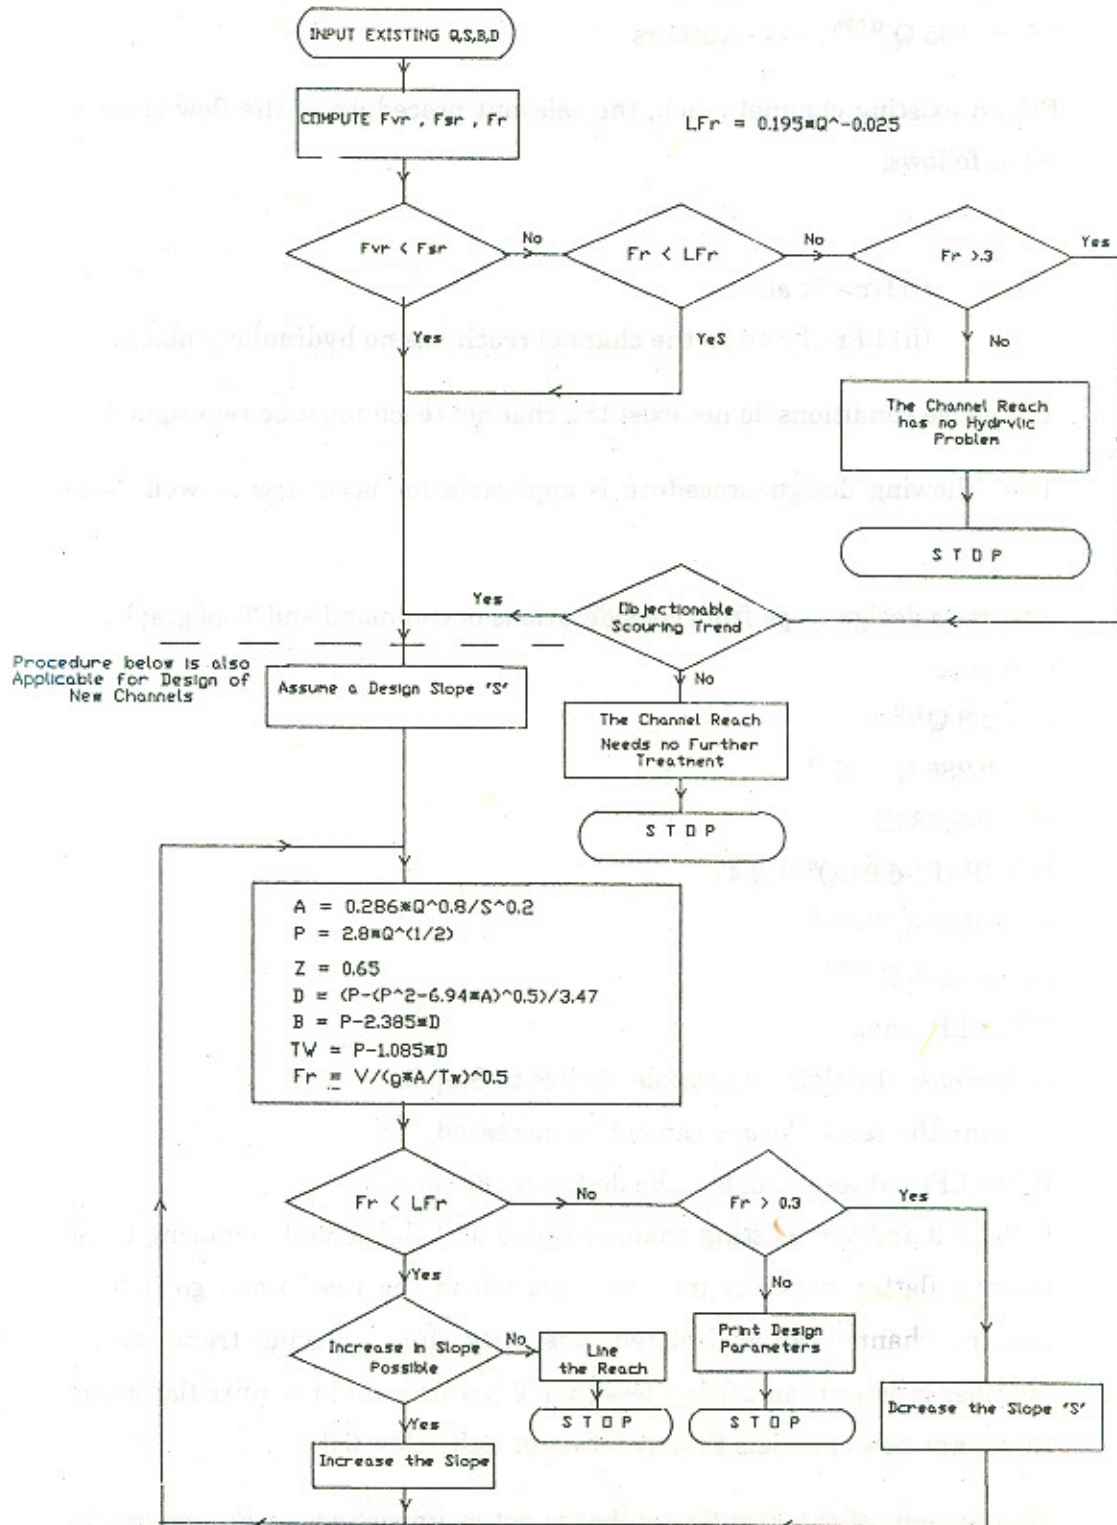 INPUT EXISTING Q,S,B,D
COMPUTE Fvr , Fsr , Fr
LFr = 0.195*Q^-0.025
Fvr < Fsr
No
Fr < LFr
No
Fr >.3
Yes
Yes
YeS
No
The Channel Reach
has no Hydrvlic
Problem
S T O P
Objectionable
Scouring Trend
Yes
No
Procedure below is also
Applicable for Design of
New Channels
Assume a Design Slope "S"
The Channel Reach
Needs no Further
Treatment
S T O P
A = 0.286*Q^0.8/S^0.2
P = 2.8*Q^(1/2)
Z = 0.65
D = (P-(P^2-6.94*A)^0.5)/3.47
B = P-2.385*D
TW = P-1.085*D
Fr = V/(g*A/Tw)^0.5
Fr < LFr
No
Fr > 0.3
Yes
Yes
No
Increase in Slope
Possible
No
Line
the Reach
S T O P
Print Design
Parameters
S T O P
Dcrease the Slope "S"
Yes
Increase the Slope